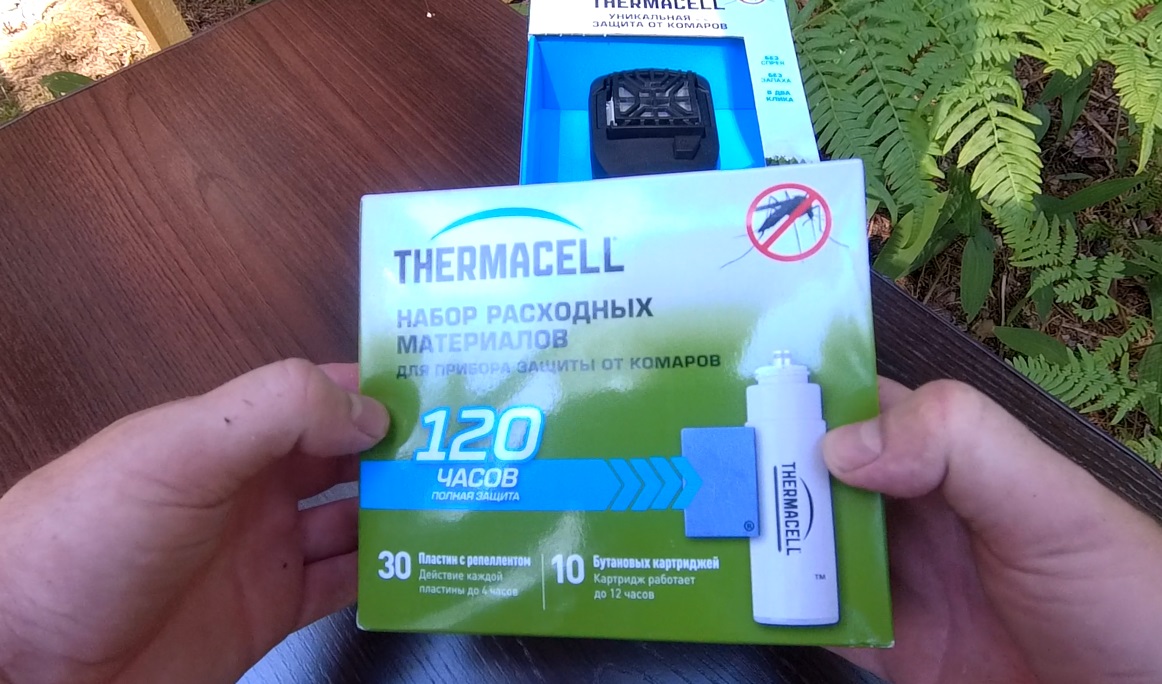 THERMACELL
УНИКАЛЬНАЯ
ЗАЩИТА ОТ КОМАРОВ
БЕЗ
СПРЕЯ
БЕЗ
ЗАПАХА
В ДВА
КЛИКА
THERMACELL
НАБОР РАСХОДНЫХ
МАТЕРИАЛОВ
ДЛЯ ПРИБОРА ЗАЩИТЫ ОТ КОМАРОВ
120
ЧАСОВ
ПОЛНАЯ ЗАЩИТА
®
THERMACELL
™
30 Пластин с репеллентом
Действие каждой
пластины до 4 часов
10 Бутановых картриджей
Картридж работает
до 12 часов